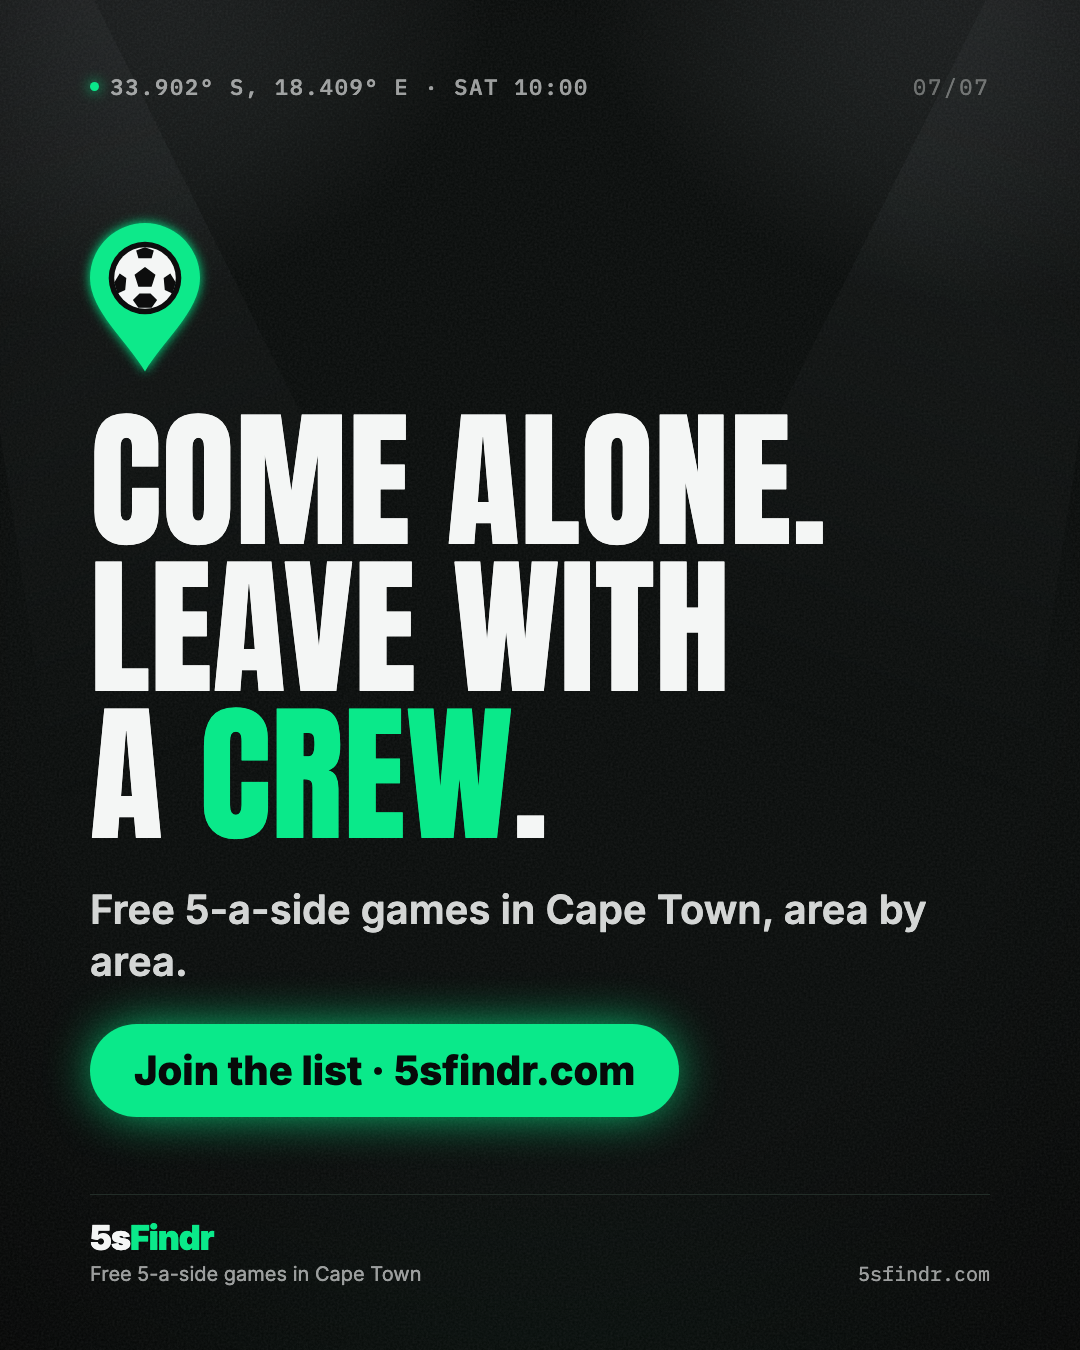 33.902° S, 18.409° E · SAT 10:00
07/07
COME ALONE.
LEAVE WITH
A CREW.
Free 5-a-side games in Cape Town, area by
area.
Join the list · 5sfindr.com
5sFindr
Free 5-a-side games in Cape Town
5sfindr.com